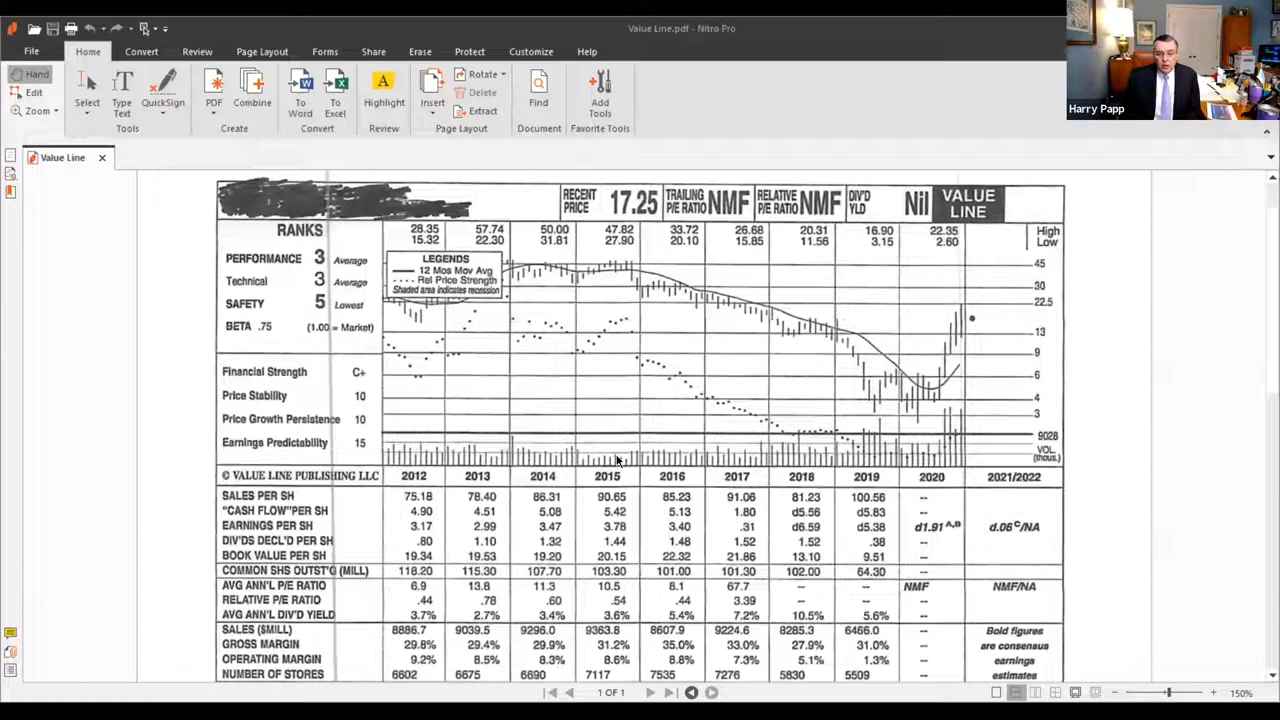 Value Line.pdf - Nitro Pro
File Home Convert Review Page Layout Forms Share Erase Protect Customize Help
Hand
Edit
Zoom
Select
Type Text
QuickSign
PDF
Combine
To Word
To Excel
Highlight
Insert
Rotate
Delete
Extract
Find
Add Tools
Tools Create Convert Review Page Layout Document Favorite Tools
Harry Papp
Value Line
RECENT PRICE 17.25 TRAILING P/E RATIO NMF RELATIVE P/E RATIO NMF DIV'D YLD Nil VALUE LINE
RANKS
28.35 57.74 50.00 47.82 33.72 26.68 20.31 16.90 22.35 High
15.32 22.30 31.81 27.90 20.10 15.85 11.56 3.15 2.60 Low
PERFORMANCE 3 Average
Technical 3 Average
SAFETY 5 Lowest
BETA .75 (1.00 = Market)
LEGENDS
12 Mos Mov Avg
Rel Price Strength
Shaded area indicates recession
45
30
22.5
13
9
6
4
3
9028
VOL.
(thous.)
Financial Strength C+
Price Stability 10
Price Growth Persistence 10
Earnings Predictability 15
© VALUE LINE PUBLISHING LLC 2012 2013 2014 2015 2016 2017 2018 2019 2020 2021/2022
SALES PER SH 75.18 78.40 86.31 90.65 85.23 91.06 81.23 100.56 --
"CASH FLOW" PER SH 4.90 4.51 5.08 5.42 5.13 1.80 d5.56 d5.83 --
EARNINGS PER SH 3.17 2.99 3.47 3.78 3.40 .31 d6.59 d5.38 d1.91 A,B d.06 C/NA
DIV'DS DECL'D PER SH .80 1.10 1.32 1.44 1.48 1.52 1.52 .38 --
BOOK VALUE PER SH 19.34 19.53 19.20 20.15 22.32 21.86 13.10 9.51 --
COMMON SHS OUTST'G (MILL) 118.20 115.30 107.70 103.30 101.00 101.30 102.00 64.30 --
AVG ANN'L P/E RATIO 6.9 13.8 11.3 10.5 8.1 67.7 -- -- NMF NMF/NA
RELATIVE P/E RATIO .44 .78 .60 .54 .44 3.39 -- -- --
AVG ANN'L DIV'D YIELD 3.7% 2.7% 3.4% 3.6% 5.4% 7.2% 10.5% 5.6% --
SALES ($MILL) 8886.7 9039.5 9296.0 9363.8 8607.9 9224.6 8285.3 6466.0 -- Bold figures
GROSS MARGIN 29.8% 29.4% 29.9% 31.2% 35.0% 33.0% 27.9% 31.0% -- are consensus
OPERATING MARGIN 9.2% 8.5% 8.3% 8.6% 8.8% 7.3% 5.1% 1.3% -- earnings
NUMBER OF STORES 6602 6675 6690 7117 7535 7276 5830 5509 -- estimates
1 OF 1
150%